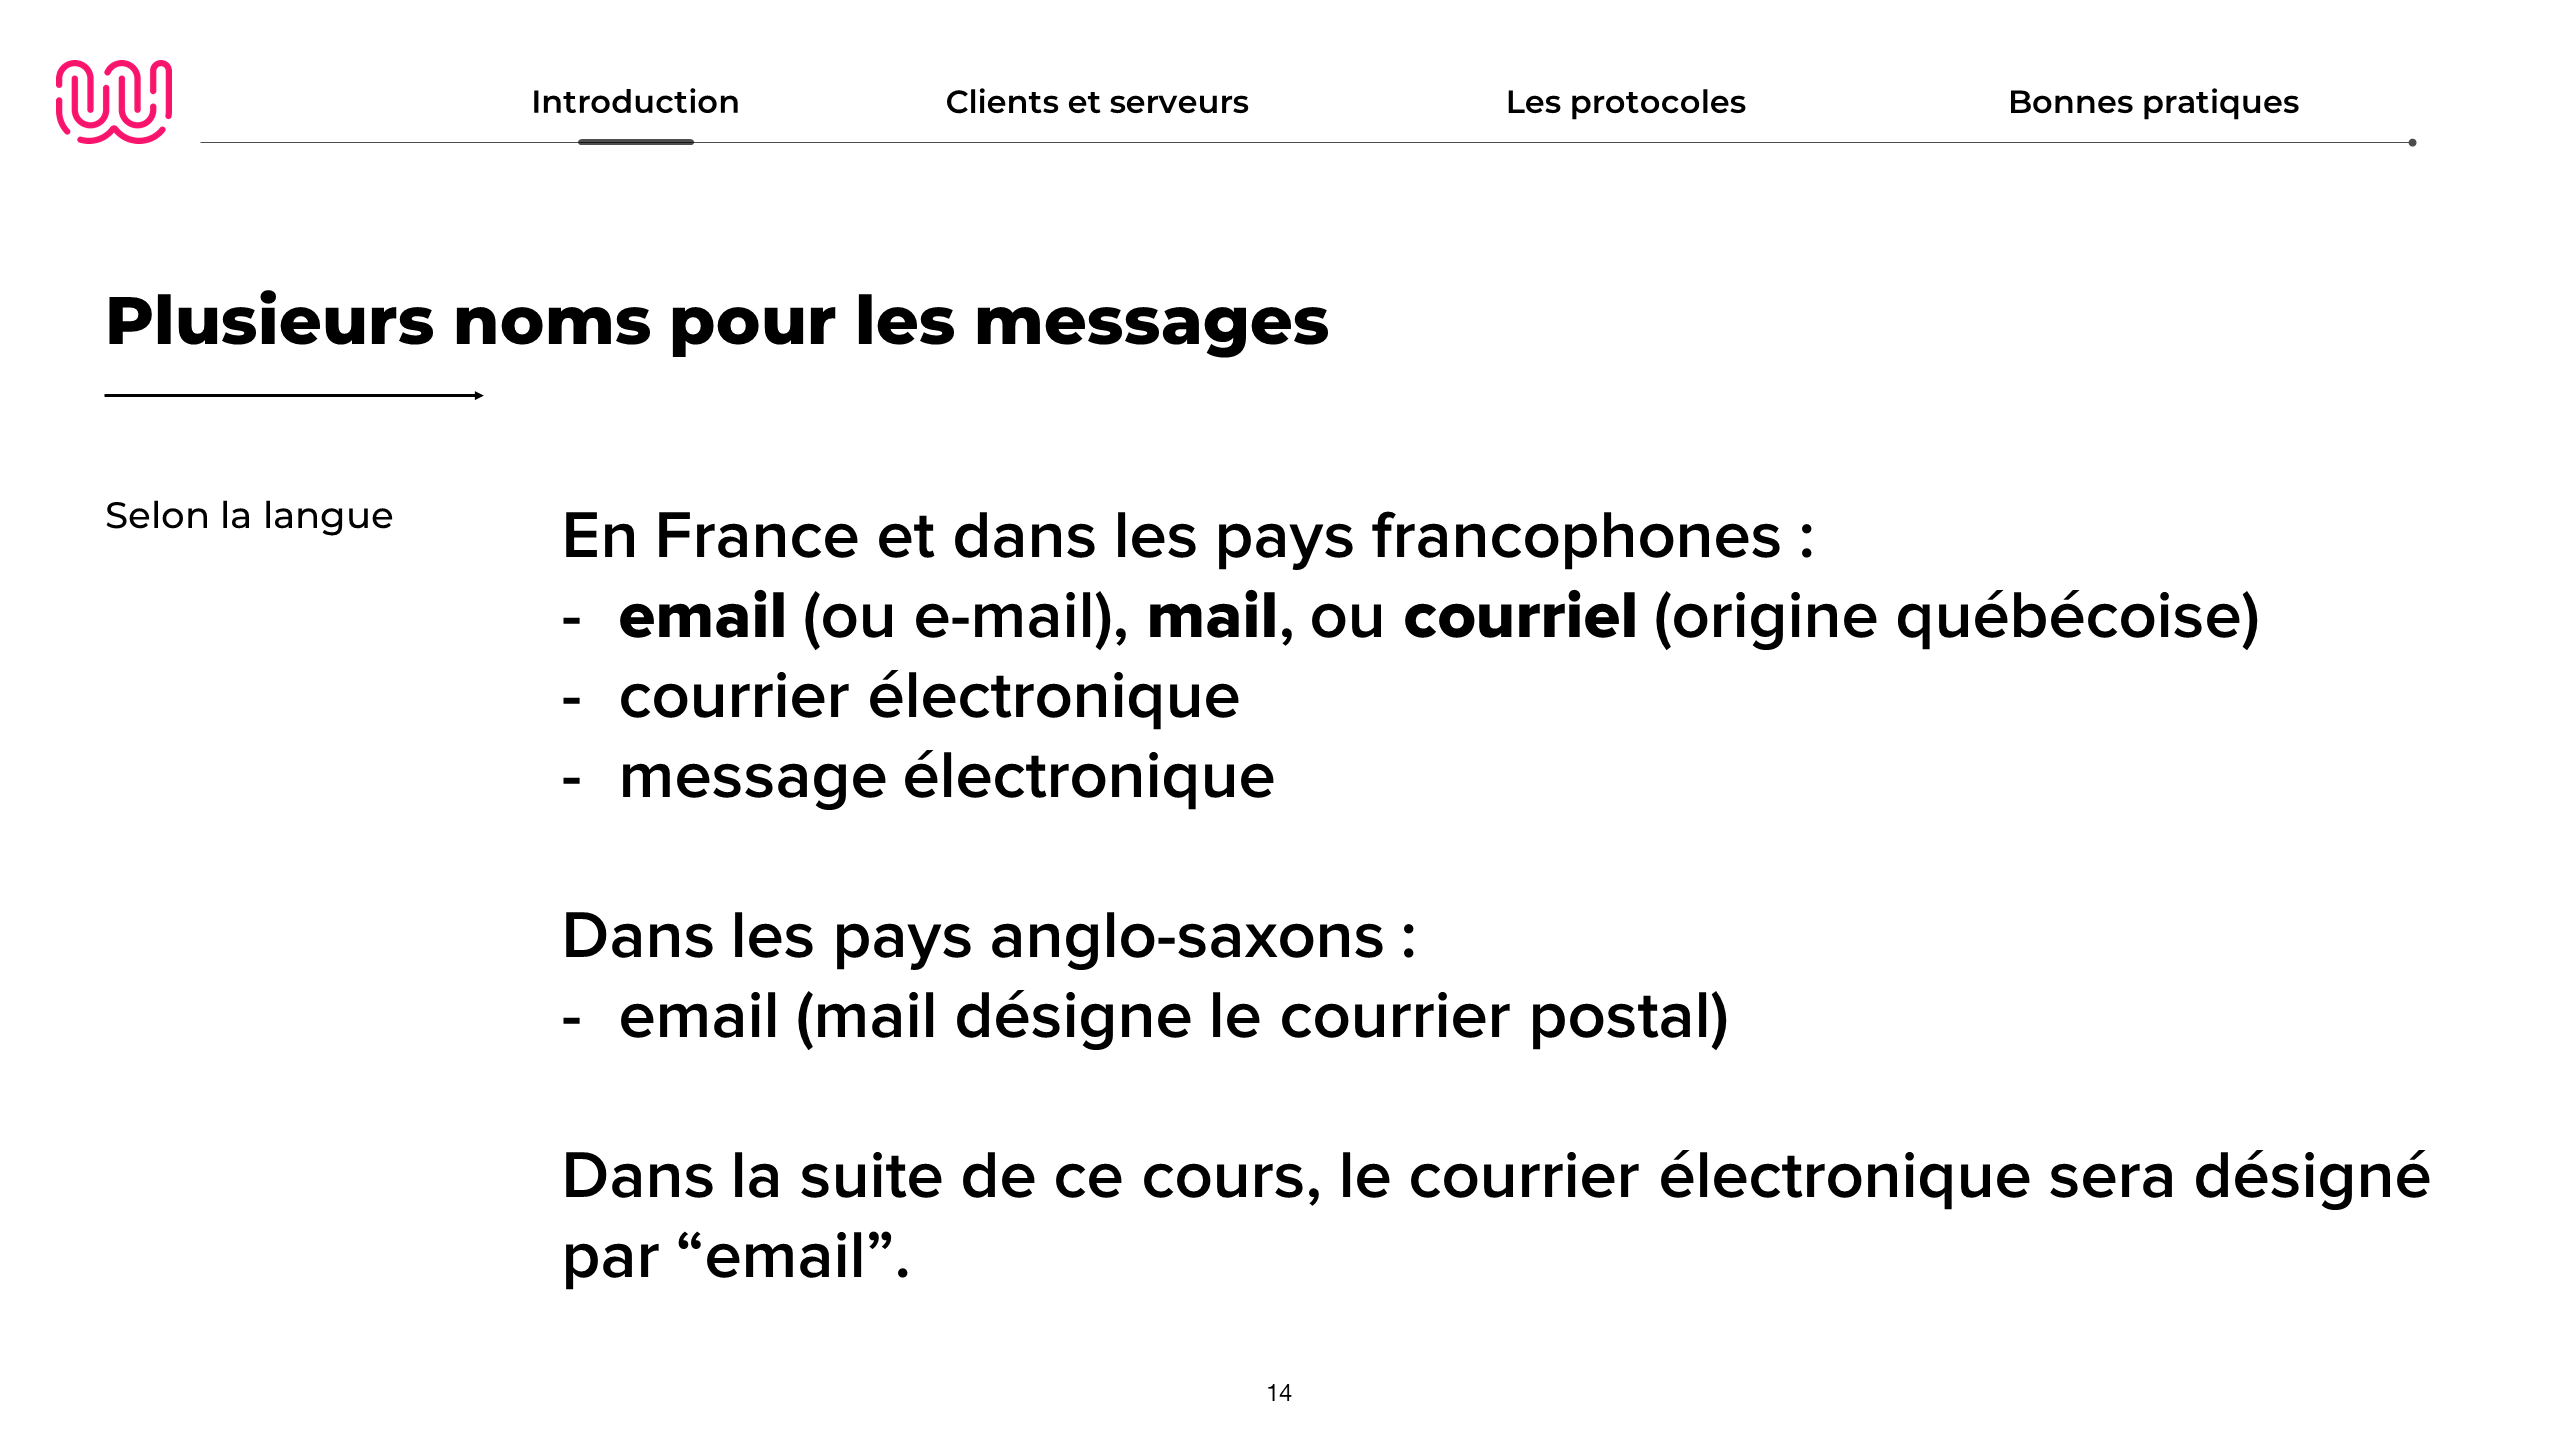 Introduction
Clients et serveurs
Les protocoles
Bonnes pratiques
Plusieurs noms pour les messages
Selon la langue
En France et dans les pays francophones :
- email (ou e-mail), mail, ou courriel (origine québécoise)
- courrier électronique
- message électronique
Dans les pays anglo-saxons :
- email (mail désigne le courrier postal)
Dans la suite de ce cours, le courrier électronique sera désigné
par “email”.
14